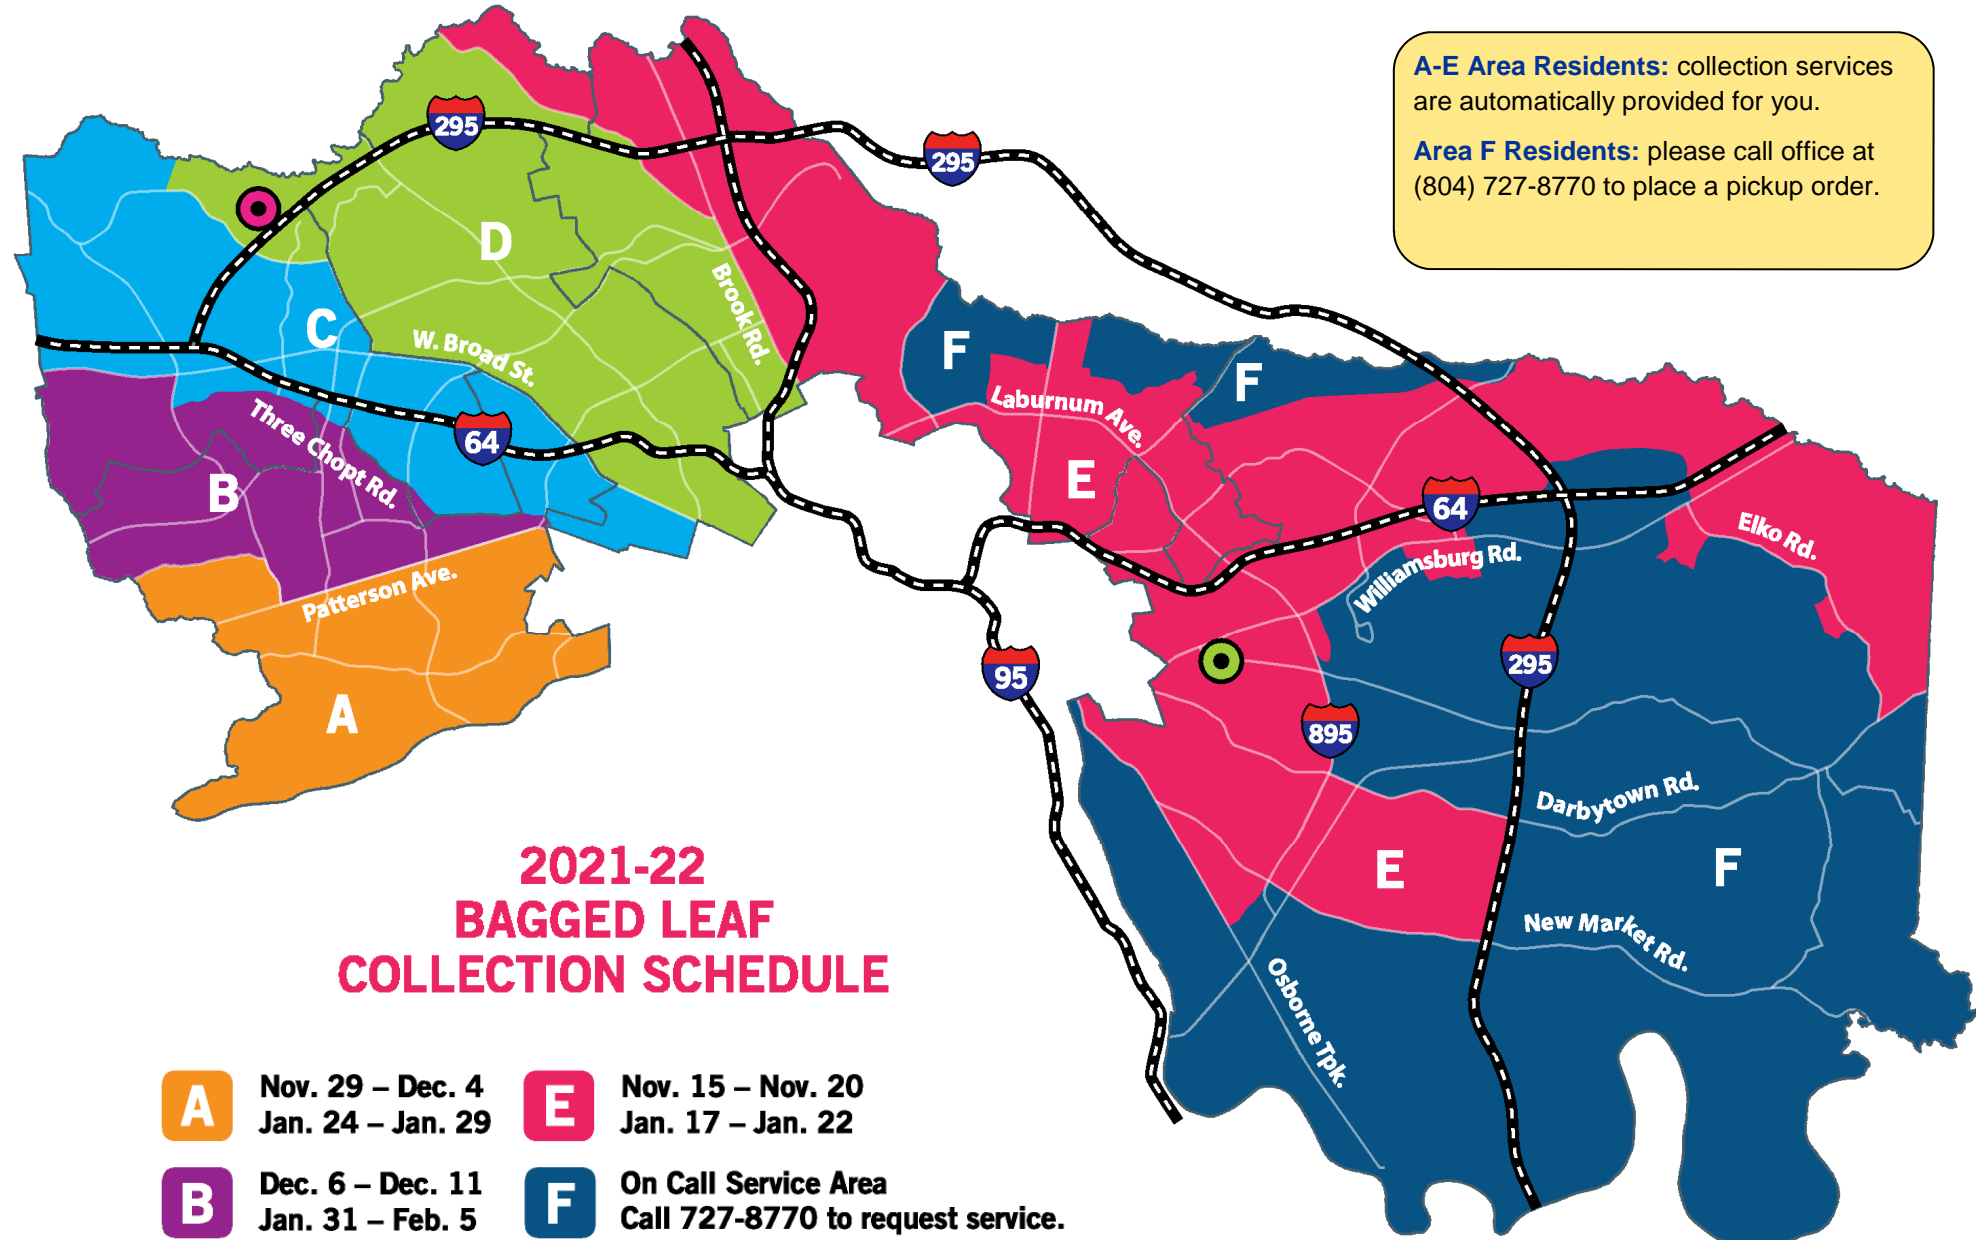 A-E Area Residents: collection services
are automatically provided for you.
Area F Residents: please call office at
(804) 727-8770 to place a pickup order.
295
295
D
Brook Rd.
C
W. Broad St.
F
F
Laburnum Ave.
Three Chopt Rd.
64
B
E
64
Elko Rd.
Williamsburg Rd.
Patterson Ave.
95
295
A
895
Darbytown Rd.
E
F
New Market Rd.
Osborne Tpk.
2021-22
BAGGED LEAF
COLLECTION SCHEDULE
A
Nov. 29 – Dec. 4
Jan. 24 – Jan. 29
E
Nov. 15 – Nov. 20
Jan. 17 – Jan. 22
B
Dec. 6 – Dec. 11
Jan. 31 – Feb. 5
F
On Call Service Area
Call 727-8770 to request service.